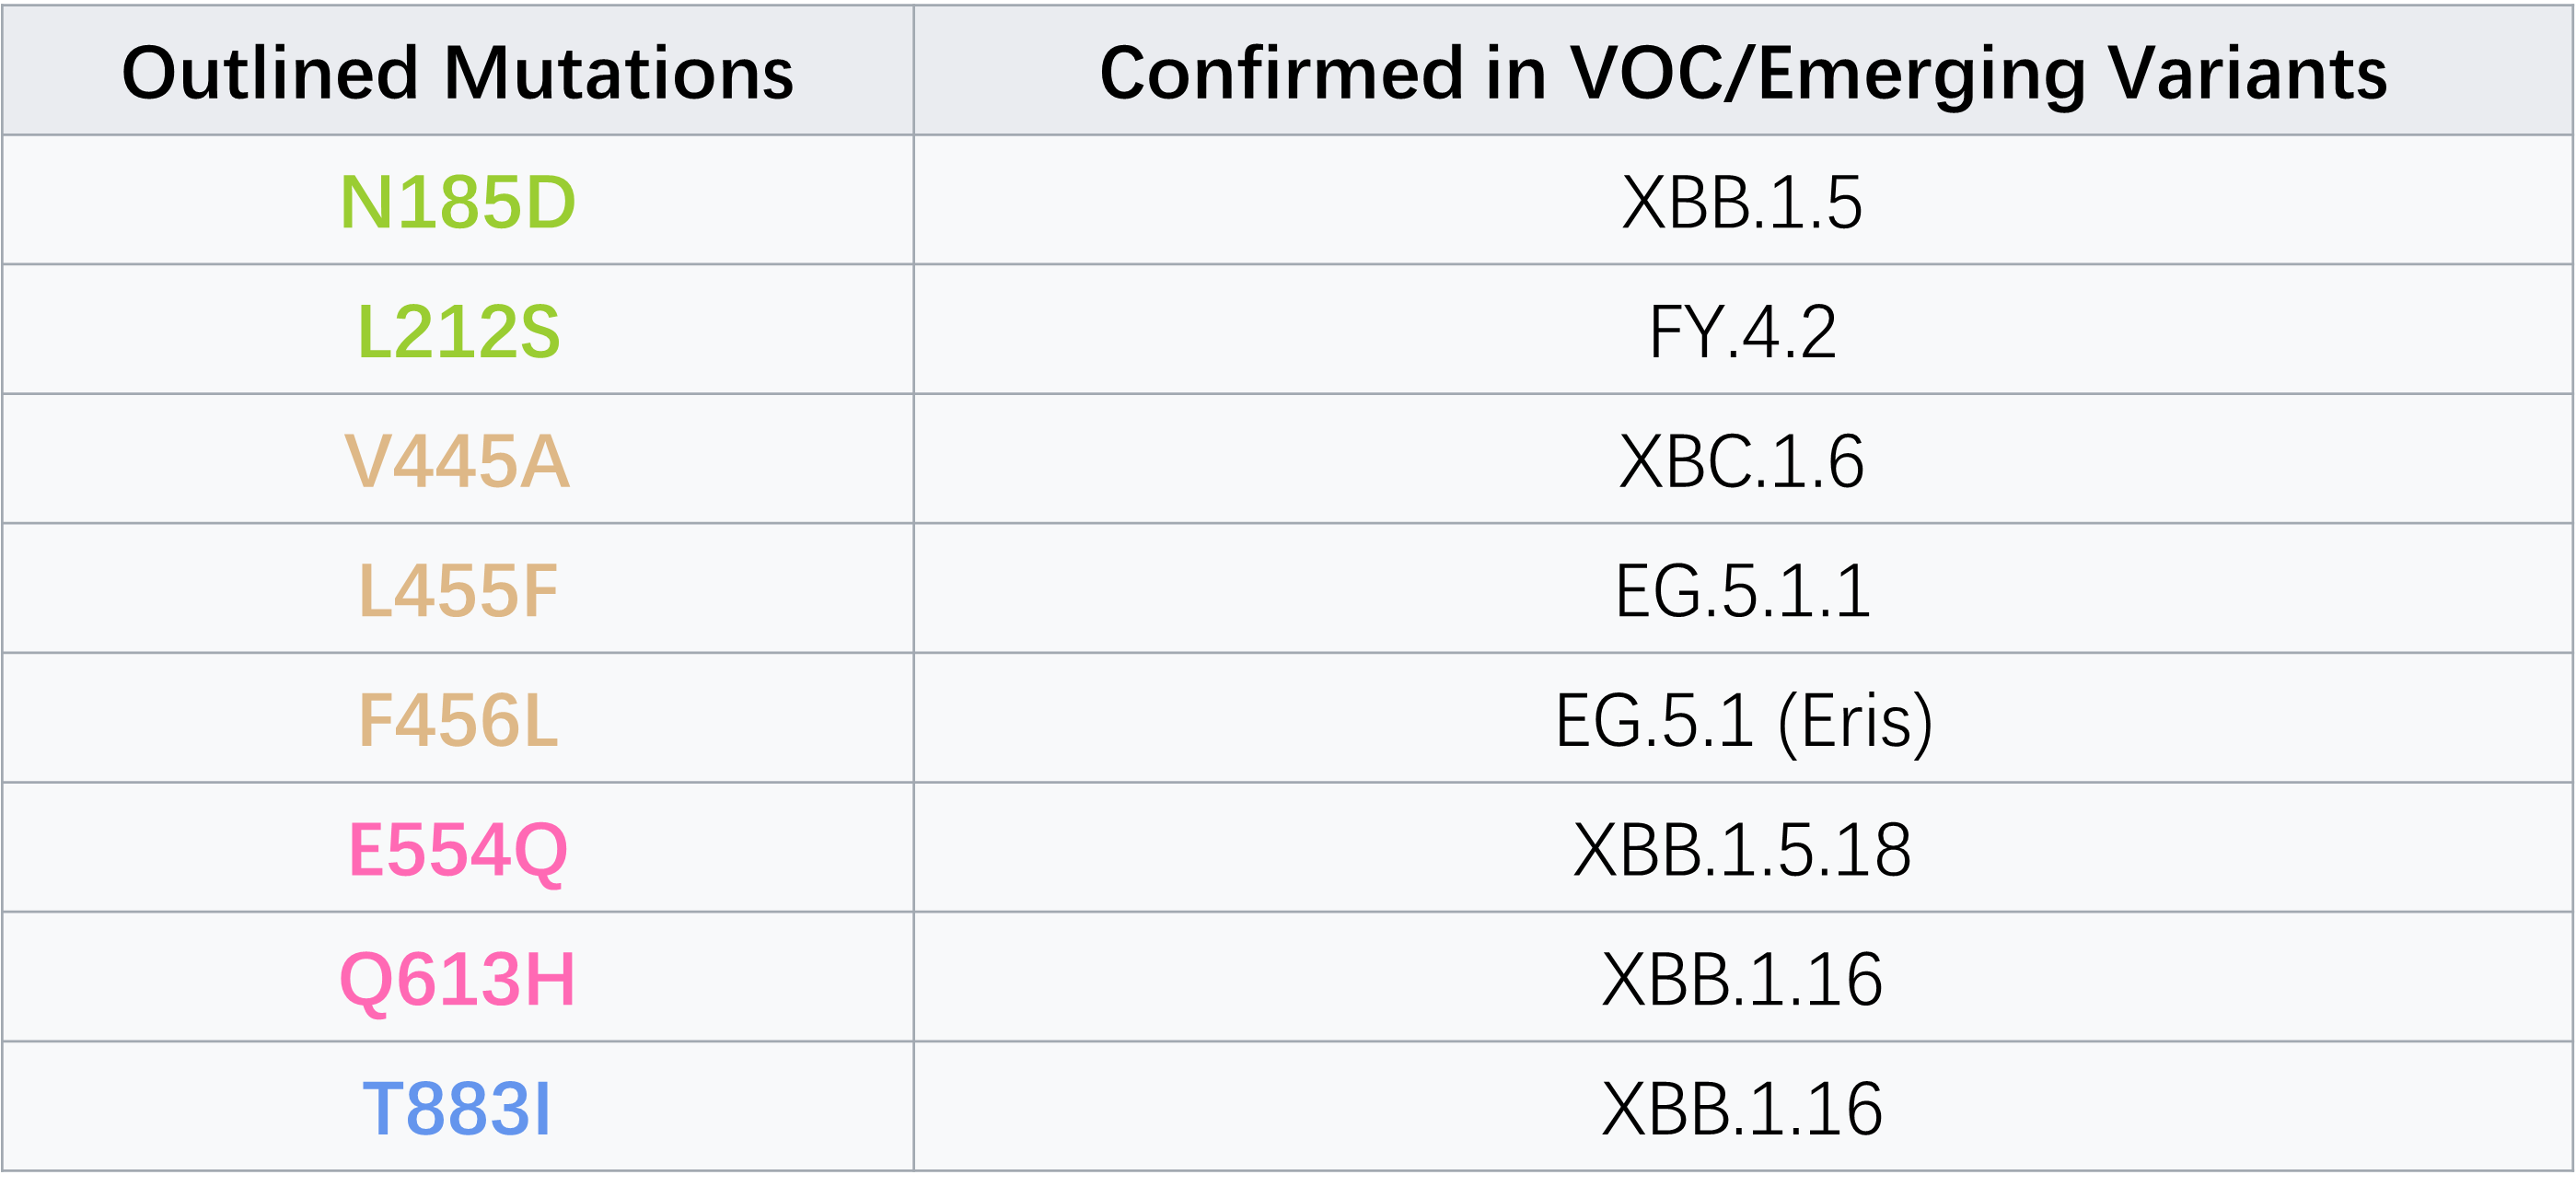 Outlined Mutations Confirmed in VOC/Emerging Variants
N185D XBB.1.5
L212S FY.4.2
V445A XBC.1.6
L455F EG.5.1.1
F456L EG.5.1 (Eris)
E554Q XBB.1.5.18
Q613H XBB.1.16
T883I XBB.1.16